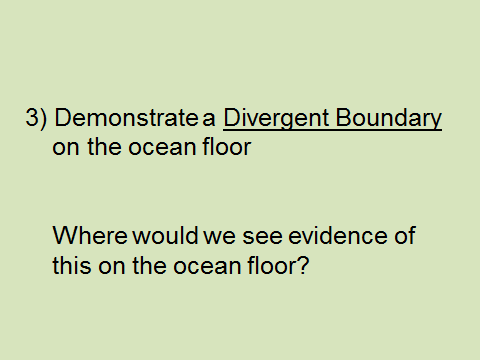 3) Demonstrate a Divergent Boundary
on the ocean floor
Where would we see evidence of
this on the ocean floor?